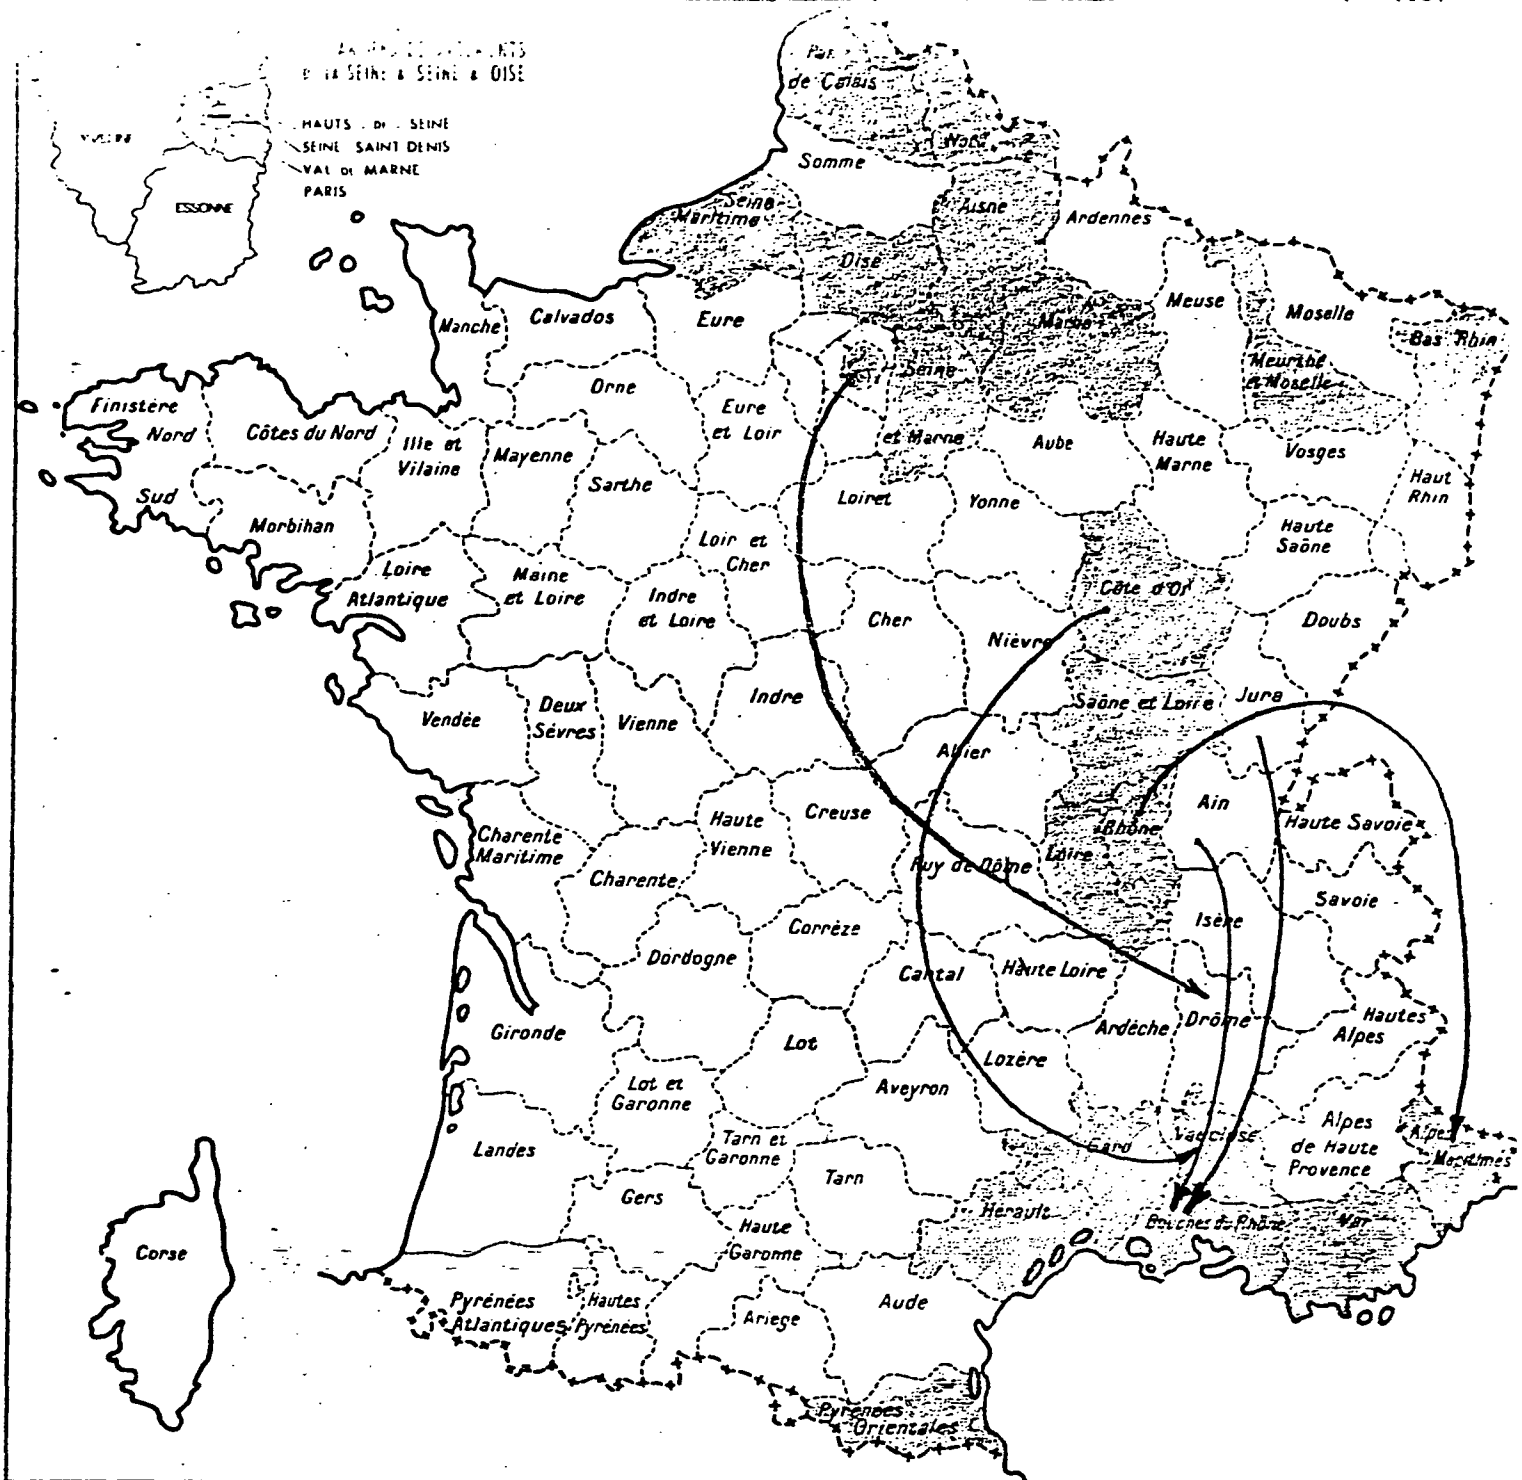 HAUTS . DE . SEINE
SEINE SAINT DENIS
VAL DE MARNE
PARIS
ESSONNE
de Calais
Nord
Somme
Seine
Maritime
Aisne
Ardennes
Oise
Manche
Calvados
Eure
Marne
Meuse
Moselle
Bas Rhin
Meurthe
et Moselle
Seine
et Marne
Orne
Eure
et Loir
Finistère
Nord
Sud
Côtes du Nord
Ille et
Vilaine
Mayenne
Sarthe
Aube
Haute
Marne
Vosges
Haut
Rhin
Morbihan
Loiret
Yonne
Loir et
Cher
Haute
Saône
Loire
Atlantique
Maine
et Loire
Indre
et Loire
Cher
Nièvre
Côte d'Or
Doubs
Vendée
Deux
Sèvres
Vienne
Indre
Saône et Loire
Jura
Allier
Charente
Maritime
Haute
Vienne
Creuse
Puy de Dôme
Loire
Rhône
Ain
Haute Savoie
Charente
Corrèze
Isère
Savoie
Dordogne
Cantal
Haute Loire
Gironde
Lot
Lozère
Ardèche
Drôme
Hautes
Alpes
Lot et
Garonne
Aveyron
Landes
Tarn et
Garonne
Tarn
Gard
Vaucluse
Alpes
de Haute
Provence
Alpes
Maritimes
Gers
Haute
Garonne
Hérault
Bouches du Rhône
Var
Corse
Pyrénées
Atlantiques
Hautes
Pyrénées
Ariege
Aude
Pyrénées
Orientales